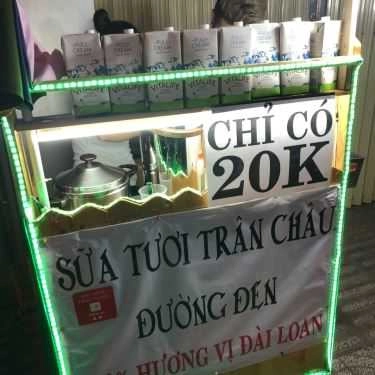 CHỈ CÓ
20K
SỮA TƯƠI TRÂN CHÂU
ĐƯỜNG ĐEN
HƯƠNG VỊ ĐÀI LOAN